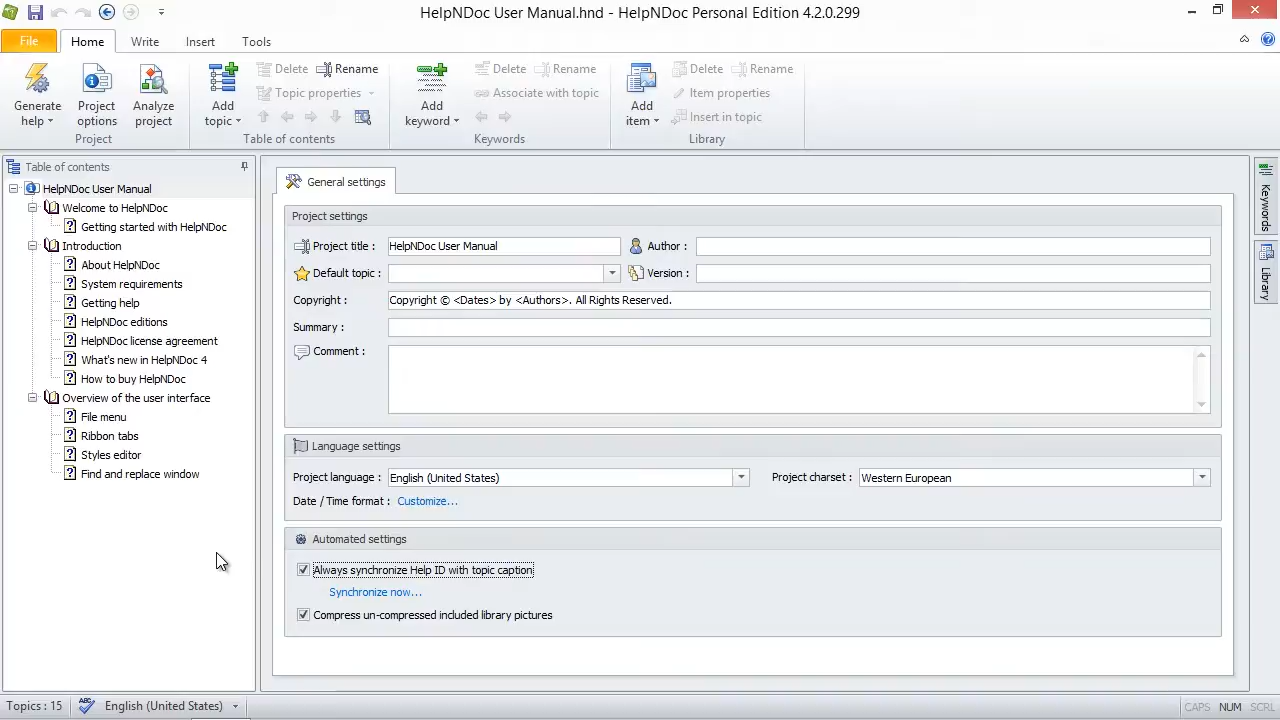 HelpNDoc User Manual.hnd - HelpNDoc Personal Edition 4.2.0.299
File Home Write Insert Tools
Generate help
Project options
Analyze project
Project
Add topic
Delete Rename
Topic properties
Table of contents
Add keyword
Delete Rename
Associate with topic
Keywords
Add item
Delete Rename
Item properties
Insert in topic
Library
Table of contents
HelpNDoc User Manual
Welcome to HelpNDoc
Getting started with HelpNDoc
Introduction
About HelpNDoc
System requirements
Getting help
HelpNDoc editions
HelpNDoc license agreement
What's new in HelpNDoc 4
How to buy HelpNDoc
Overview of the user interface
File menu
Ribbon tabs
Styles editor
Find and replace window
General settings
Project settings
Project title : HelpNDoc User Manual Author :
Default topic : Version :
Copyright : Copyright © <Dates> by <Authors>. All Rights Reserved.
Summary :
Comment :
Language settings
Project language : English (United States) Project charset : Western European
Date / Time format : Customize...
Automated settings
Always synchronize Help ID with topic caption
Synchronize now...
Compress un-compressed included library pictures
Keywords
Library
Topics : 15 ABC English (United States) CAPS NUM SCRL